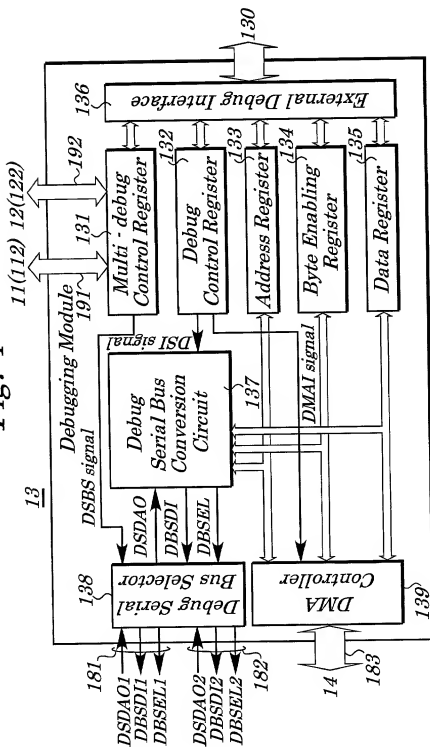 Fig. 4
13
11(112) 12(122)
191
192
130
Debugging Module
DSBS signal
131
Multi-debug
Control Register
132
Debug
Control Register
133
Address Register
134
Byte Enabling
Register
135
Data Register
136
External Debug Interface
DSI signal
DMAI signal
137
Debug
Serial Bus
Conversion
Circuit
DSDAO
DBSDI
DBSEL
138
Debug Serial
Bus Selector
139
DMA
Controller
181
DSDAO1
DBSDI1
DBSEL1
182
DSDAO2
DBSDI2
DBSEL2
14
183